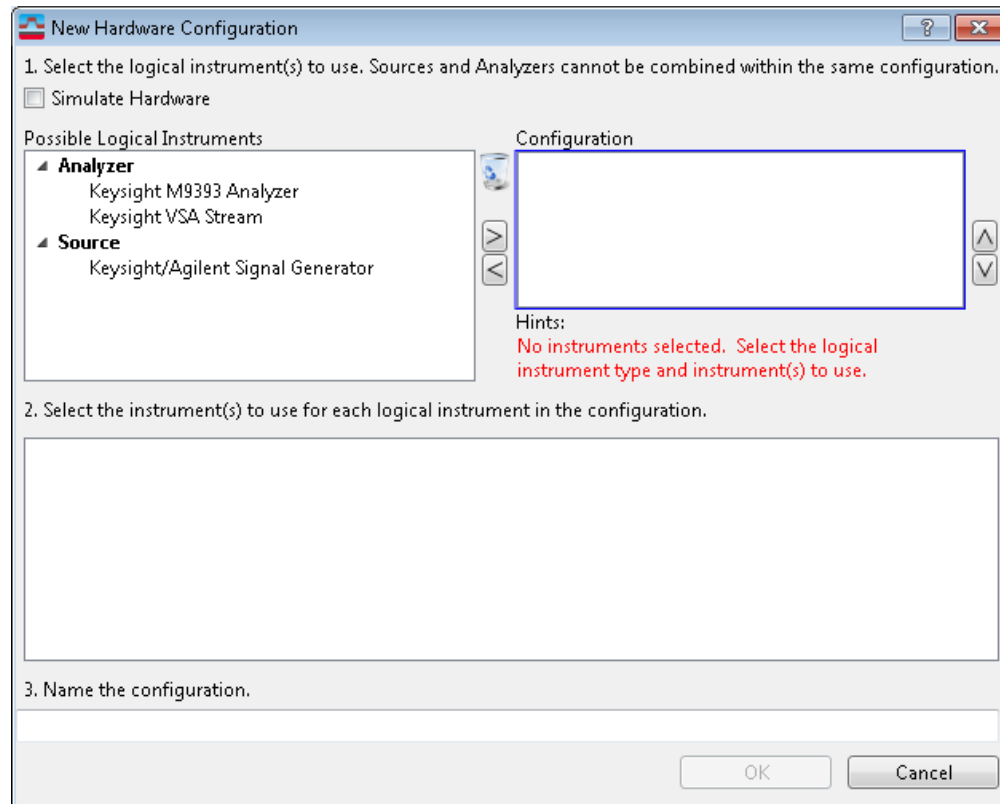 New Hardware Configuration
1. Select the logical instrument(s) to use. Sources and Analyzers cannot be combined within the same configuration.
Simulate Hardware
Possible Logical Instruments
Configuration
Analyzer
Keysight M9393 Analyzer
Keysight VSA Stream
Source
Keysight/Agilent Signal Generator
>
<
Hints:
No instruments selected. Select the logical
instrument type and instrument(s) to use.
2. Select the instrument(s) to use for each logical instrument in the configuration.
3. Name the configuration.
OK
Cancel